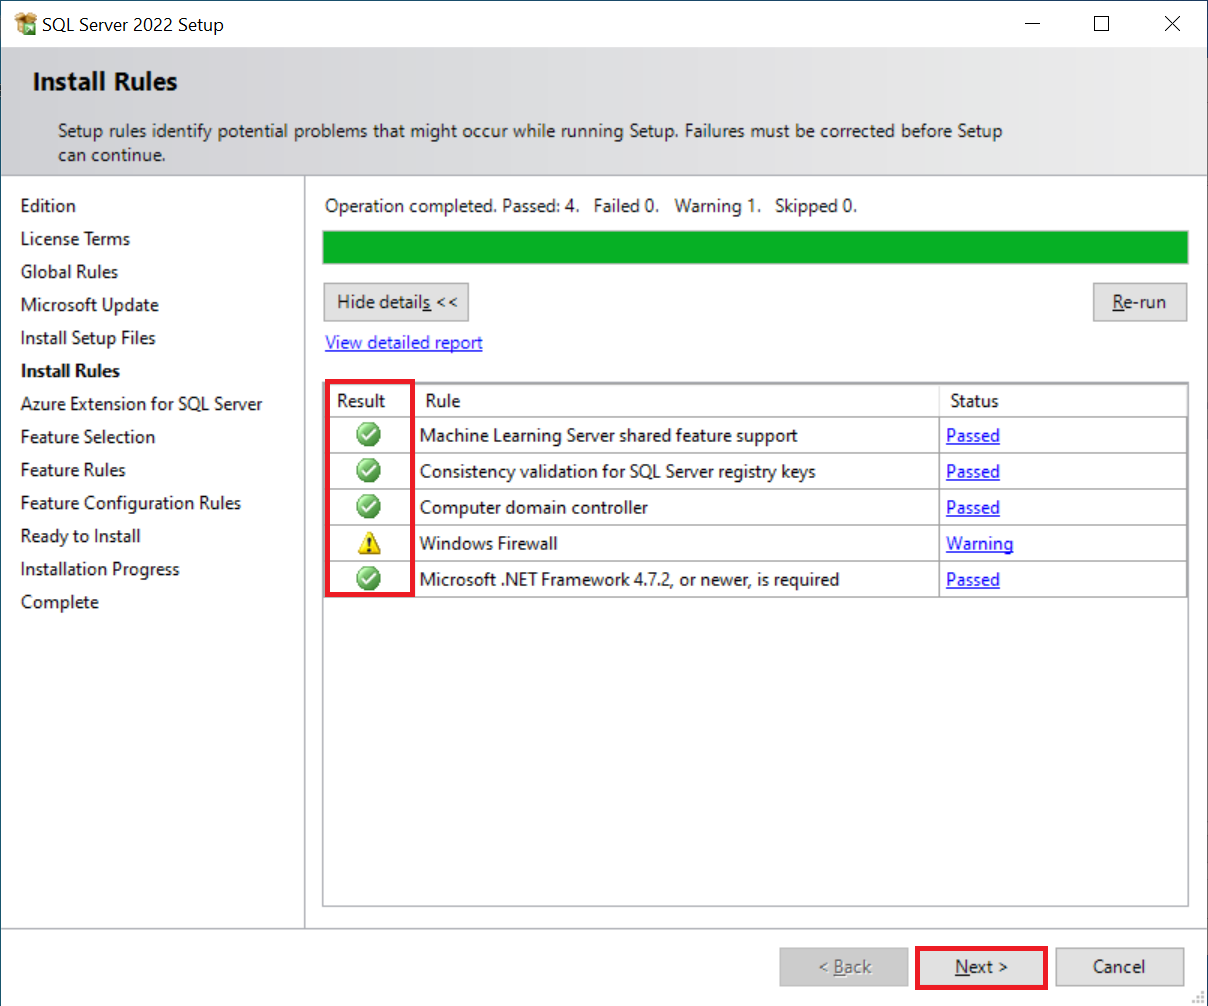 SQL Server 2022 Setup
Install Rules
Setup rules identify potential problems that might occur while running Setup. Failures must be corrected before Setup
can continue.
Edition
License Terms
Global Rules
Microsoft Update
Install Setup Files
Install Rules
Azure Extension for SQL Server
Feature Selection
Feature Rules
Feature Configuration Rules
Ready to Install
Installation Progress
Complete
Operation completed. Passed: 4.   Failed 0.   Warning 1.   Skipped 0.
Hide details << Re-run
View detailed report
Result Rule Status
Machine Learning Server shared feature support Passed
Consistency validation for SQL Server registry keys Passed
Computer domain controller Passed
Windows Firewall Warning
Microsoft .NET Framework 4.7.2, or newer, is required Passed
< Back Next > Cancel